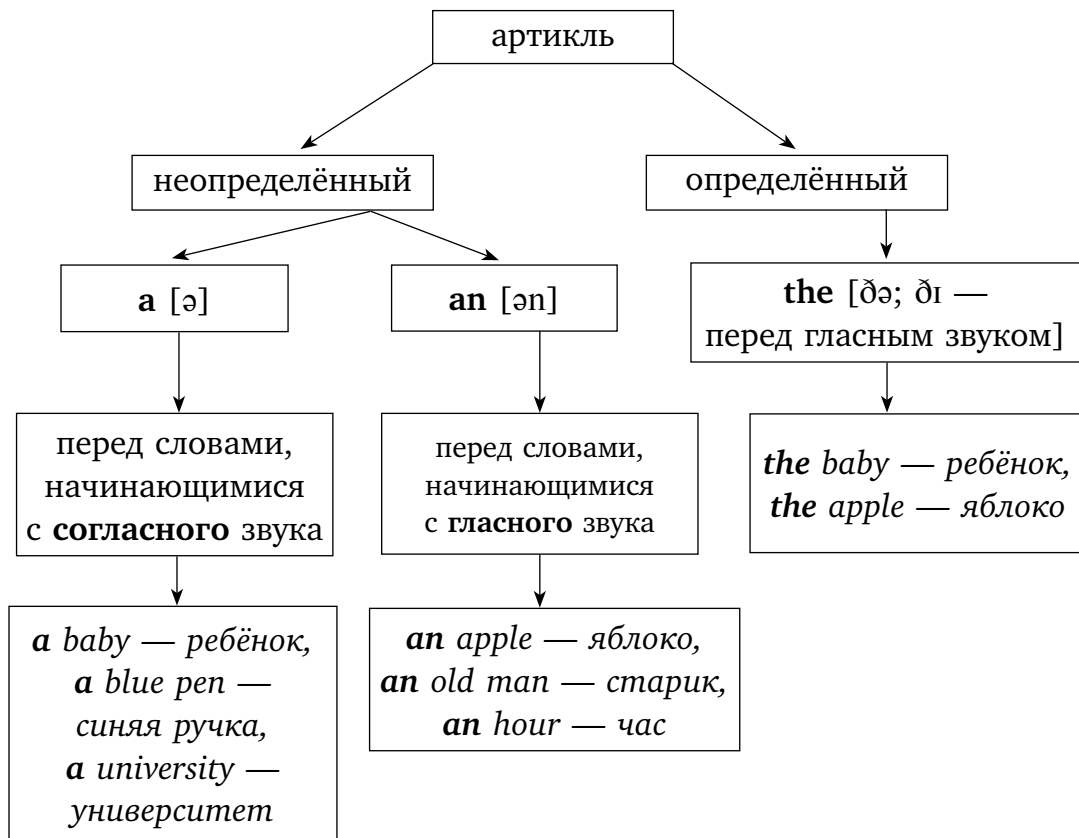 артикль
неопределённый
определённый
a [ə]
an [ən]
the [ðə; ðɪ —
перед гласным звуком]
перед словами,
начинающимися
с согласного звука
перед словами,
начинающимися
с гласного звука
the baby — ребёнок,
the apple — яблоко
a baby — ребёнок,
a blue pen —
синяя ручка,
a university —
университет
an apple — яблоко,
an old man — старик,
an hour — час